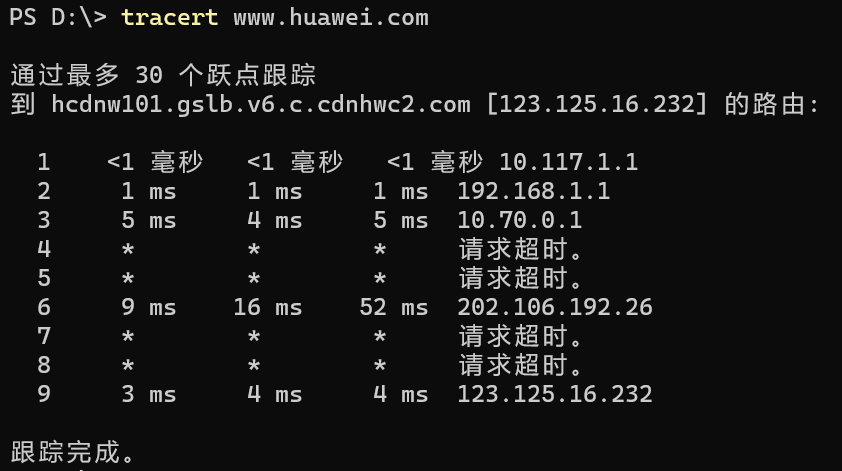 PS D:\> tracert www.huawei.com
通过最多 30 个跃点跟踪
到 hcdnw101.gslb.v6.c.cdnhwc2.com [123.125.16.232] 的路由:
1 <1 毫秒 <1 毫秒 <1 毫秒 10.117.1.1
2 1 ms 1 ms 1 ms 192.168.1.1
3 5 ms 4 ms 5 ms 10.70.0.1
4 * * * 请求超时。
5 * * * 请求超时。
6 9 ms 16 ms 52 ms 202.106.192.26
7 * * * 请求超时。
8 * * * 请求超时。
9 3 ms 4 ms 4 ms 123.125.16.232
跟踪完成。